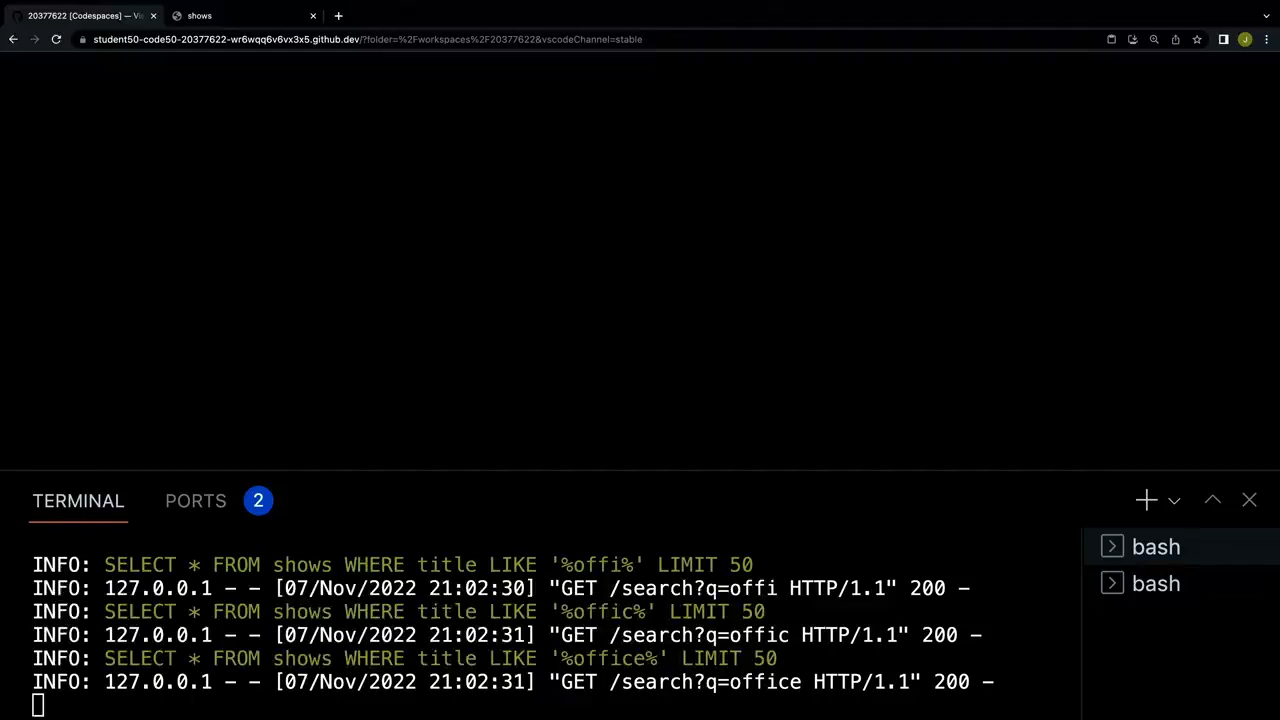 20377622 [Codespaces] — Vi
shows
student50-code50-20377622-wr6wqq6v6vx3x5.github.dev/?folder=%2Fworkspaces%2F20377622&vscodeChannel=stable
J
TERMINAL
PORTS
2
INFO: SELECT * FROM shows WHERE title LIKE '%offi%' LIMIT 50
INFO: 127.0.0.1 - - [07/Nov/2022 21:02:30] "GET /search?q=offi HTTP/1.1" 200 -
INFO: SELECT * FROM shows WHERE title LIKE '%offic%' LIMIT 50
INFO: 127.0.0.1 - - [07/Nov/2022 21:02:31] "GET /search?q=offic HTTP/1.1" 200 -
INFO: SELECT * FROM shows WHERE title LIKE '%office%' LIMIT 50
INFO: 127.0.0.1 - - [07/Nov/2022 21:02:31] "GET /search?q=office HTTP/1.1" 200 -
bash
bash